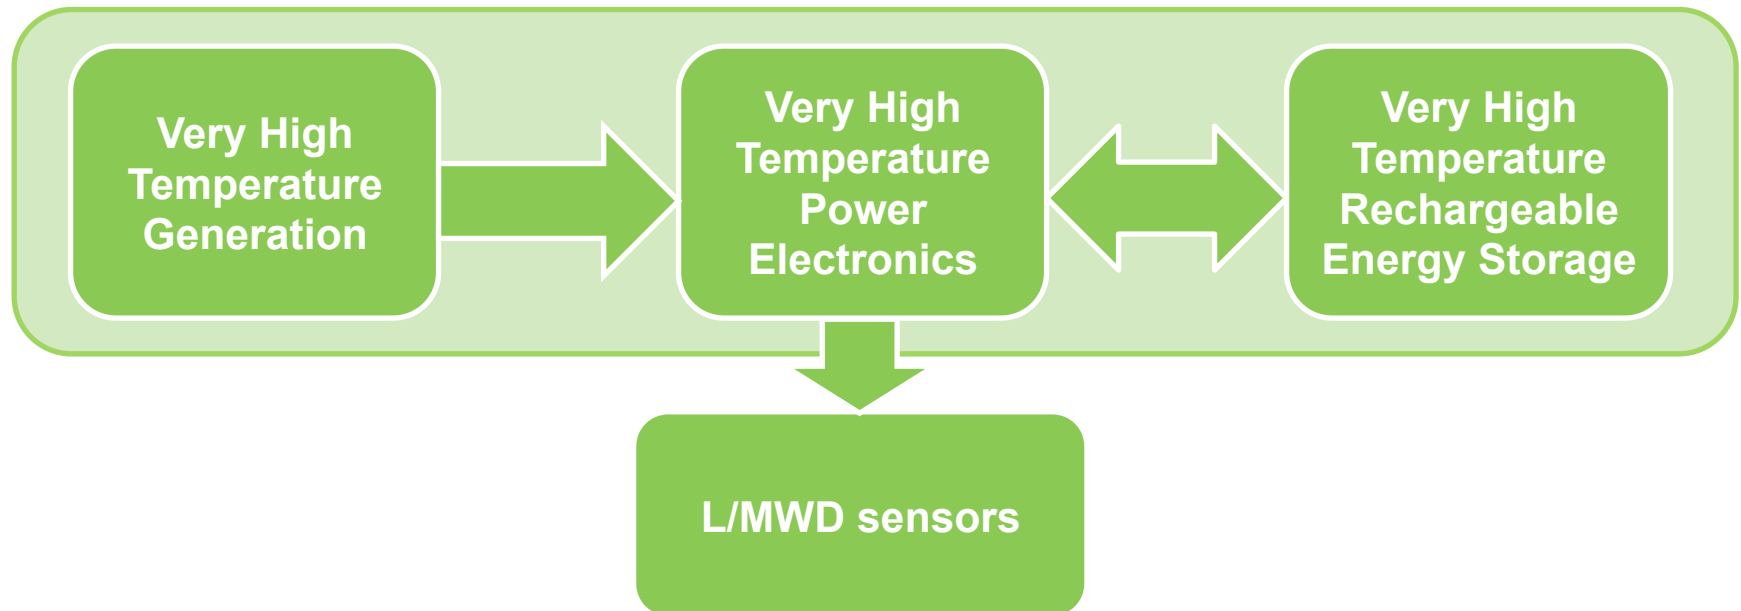 Very High
Temperature
Generation
Very High
Temperature
Power
Electronics
Very High
Temperature
Rechargeable
Energy Storage
L/MWD sensors